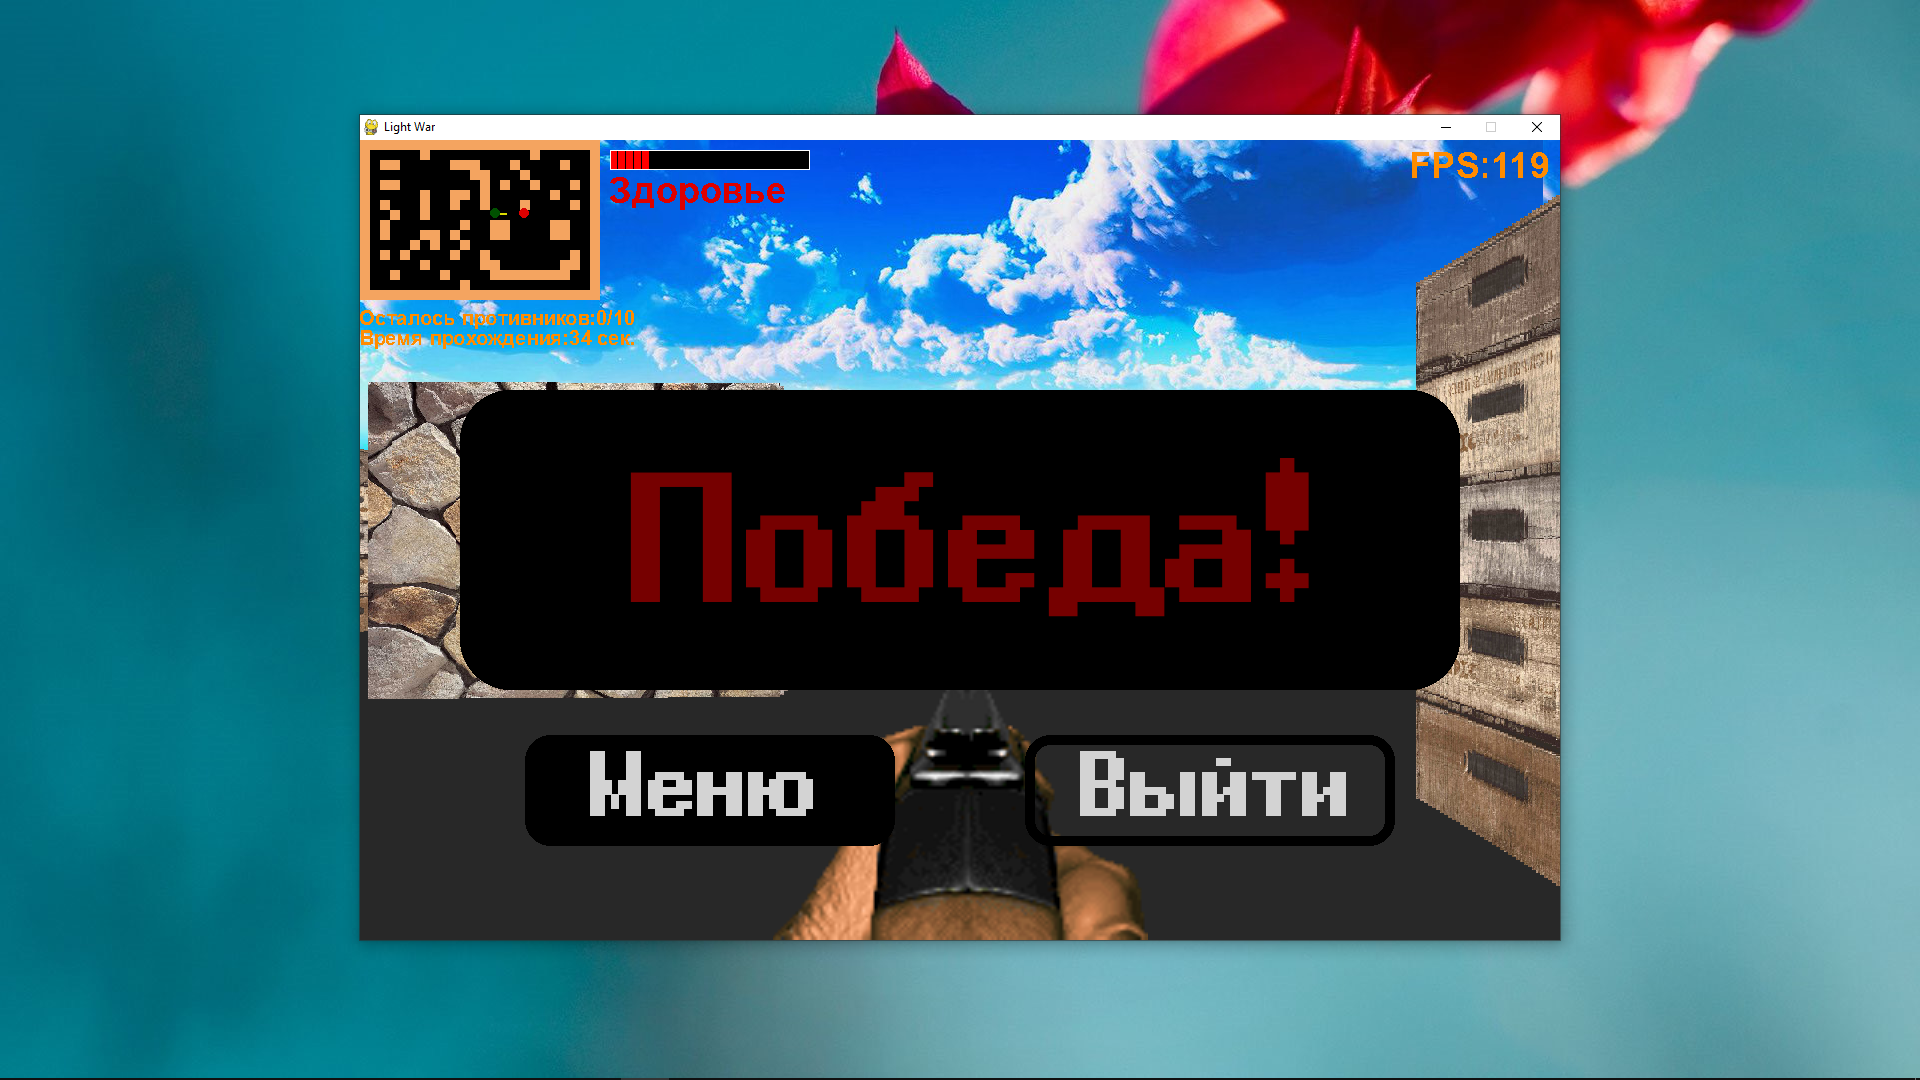 Light War
Здоровье
FPS:119
Осталось противников:0/10
Время прохождения:34 сек.
Победа!
Меню
Выйти